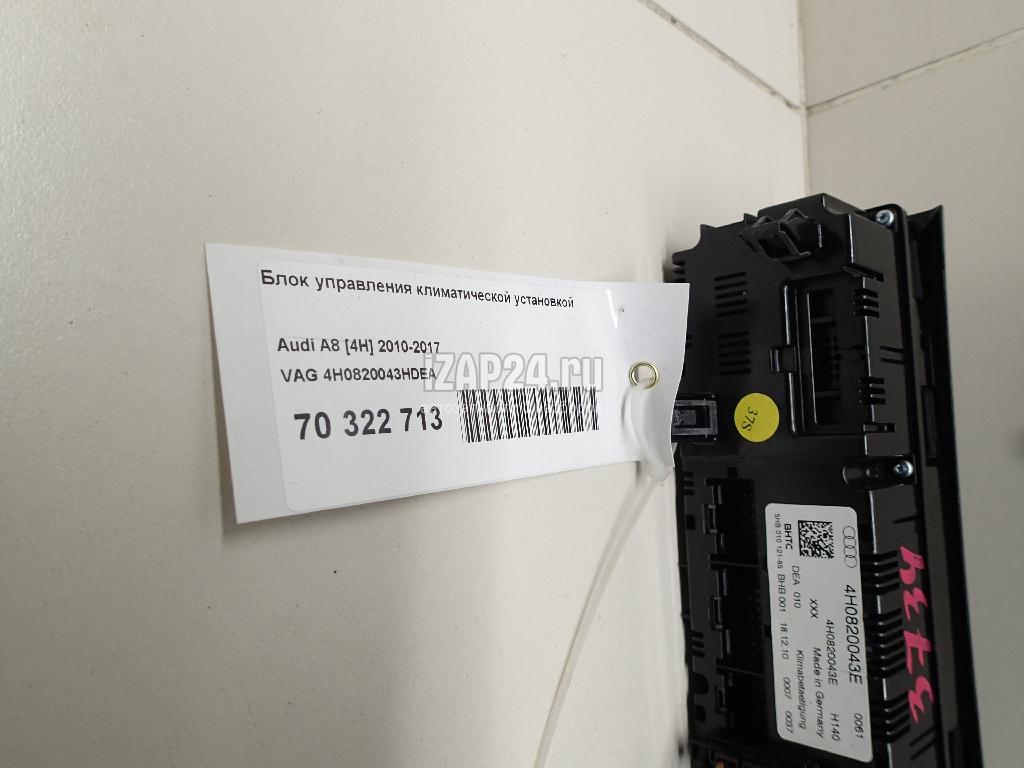 Блок управления климатической установкой
Audi A8 [4H] 2010-2017
VAG 4H0820043HDEA
70 322 713
iZAP24.ru
37S
4H0820043E 0061
4H0820043E H140
XXX Made in Germany
DEA 010 Klimabetaetigung
BHTC
5HB 010 121-65 BHB 001 18.12.10 0007 0037